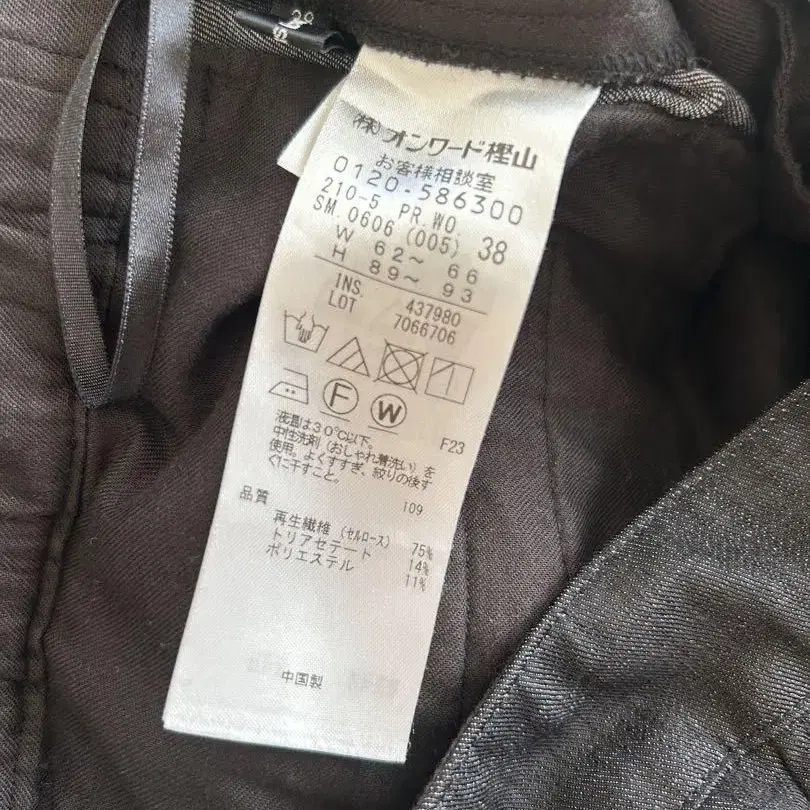 (株)オンワード樫山
お客様相談室
0120-586300
210-5 PR.WO
SM.0606 (005) 38
W 62〜 66
H 89〜 93
INS 437980
LOT 7066706
F W
F23
液温は30℃以下。
中性洗剤(おしゃれ着洗い)を
使用。よくすすぎ、絞りの後す
ぐに干すこと。
品質 109
再生繊維(セルロース) 75%
トリアセテート 14%
ポリエステル 11%
中国製